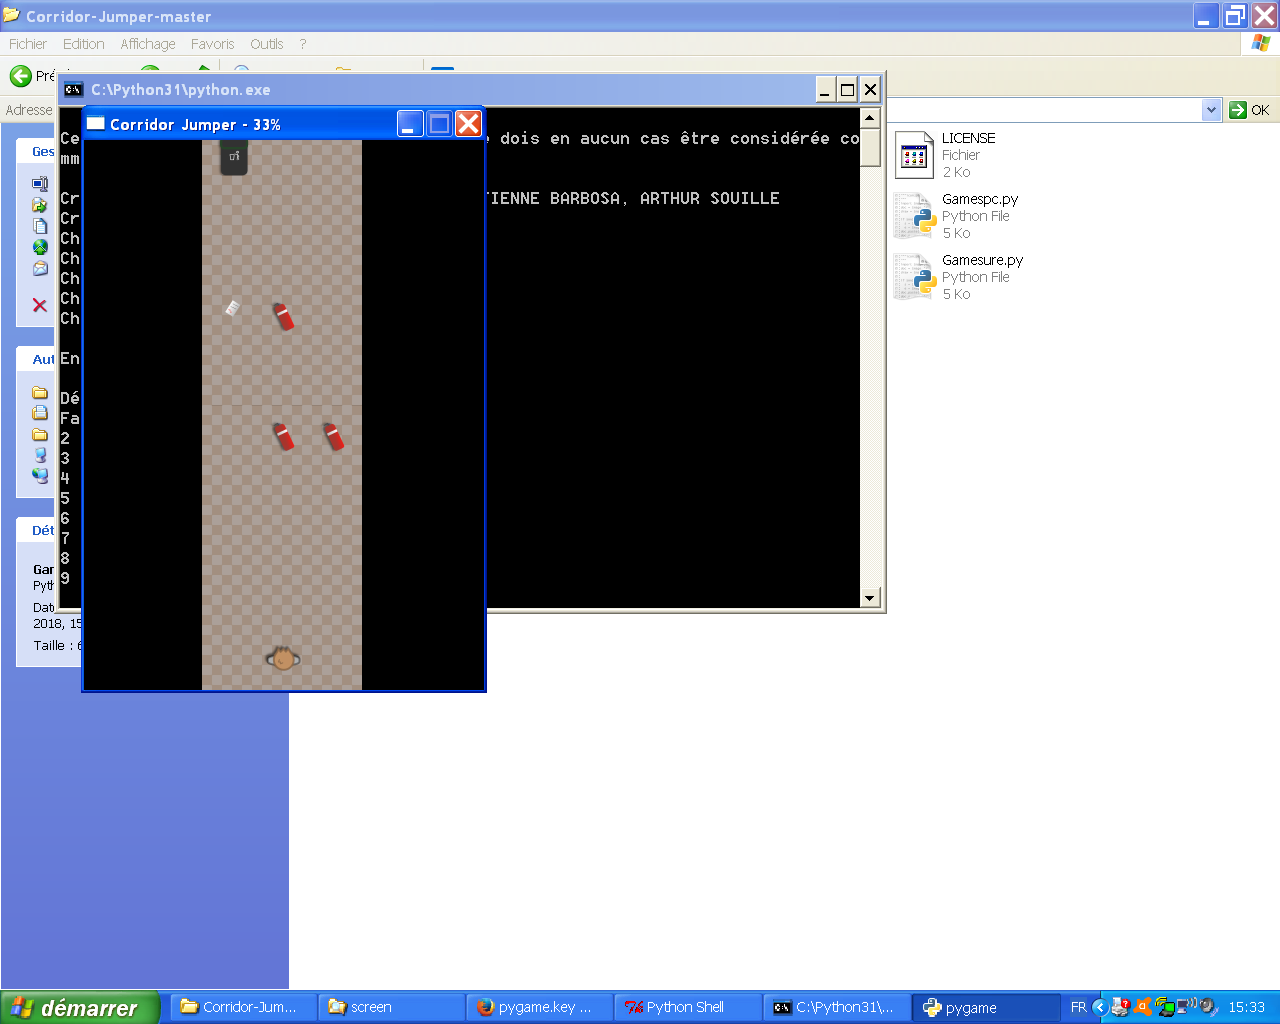 Corridor-Jumper-master
Fichier Edition Affichage Favoris Outils ?
Adresse
OK
C:\Python31\python.exe
Corridor Jumper - 33%
Ce
dois en aucun cas être considérée co
mm
Cr
TIENNE BARBOSA, ARTHUR SOUILLE
Cr
Ch
Ch
Ch
Ch
Ch
En
Dé
Fa
2
3
4
5
6
7
8
9
Ges
Aut
Dét
Gar
Pyth
Date
2018, 15
Taille : 6
LICENSE
Fichier
2 Ko
Gamespc.py
Python File
5 Ko
Gamesure.py
Python File
5 Ko
démarrer
Corridor-Jum...
screen
pygame.key ...
Python Shell
C:\Python31\...
pygame
FR
15:33